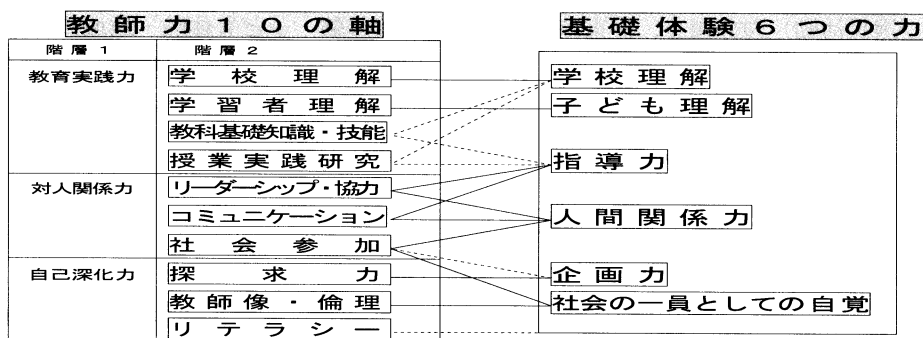 教師力１０の軸
基礎体験６つの力
階層１
階層２
教育実践力
学校理解
学習者理解
教科基礎知識・技能
授業実践研究
対人関係力
リーダーシップ・協力
コミュニケーション
社会参加
自己深化力
探求力
教師像・倫理
リテラシー
学校理解
子ども理解
指導力
人間関係力
企画力
社会の一員としての自覚